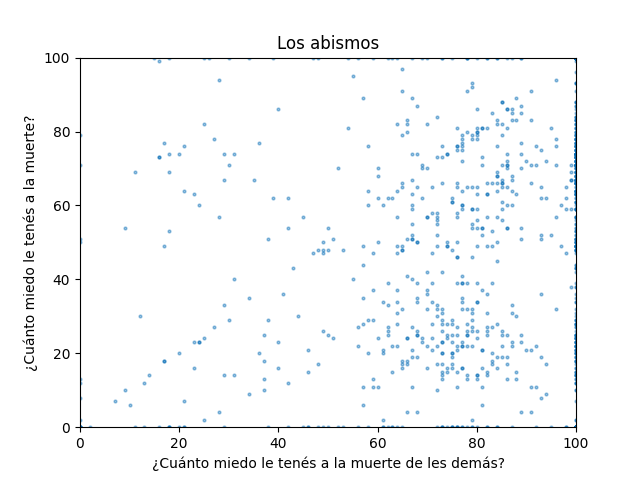 Los abismos
¿Cuánto miedo le tenés a la muerte?
100
80
60
40
20
0
0 20 40 60 80 100
¿Cuánto miedo le tenés a la muerte de les demás?